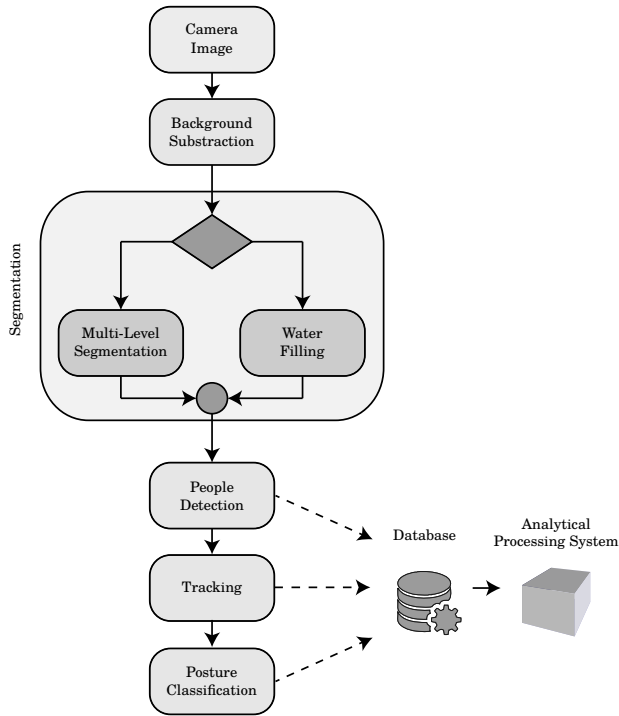 Camera
Image
Background
Substraction
Segmentation
Multi-Level
Segmentation
Water
Filling
People
Detection
Tracking
Posture
Classification
Database
Analytical
Processing System